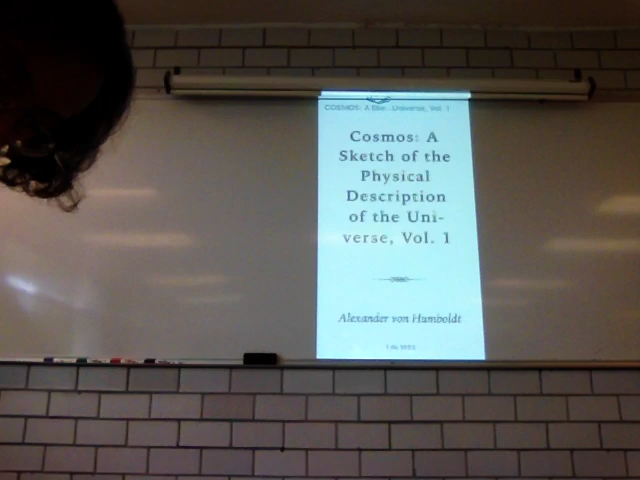 COSMOS: A Ske...Universe, Vol. 1
Cosmos: A
Sketch of the
Physical
Description
of the Uni-
verse, Vol. 1
Alexander von Humboldt